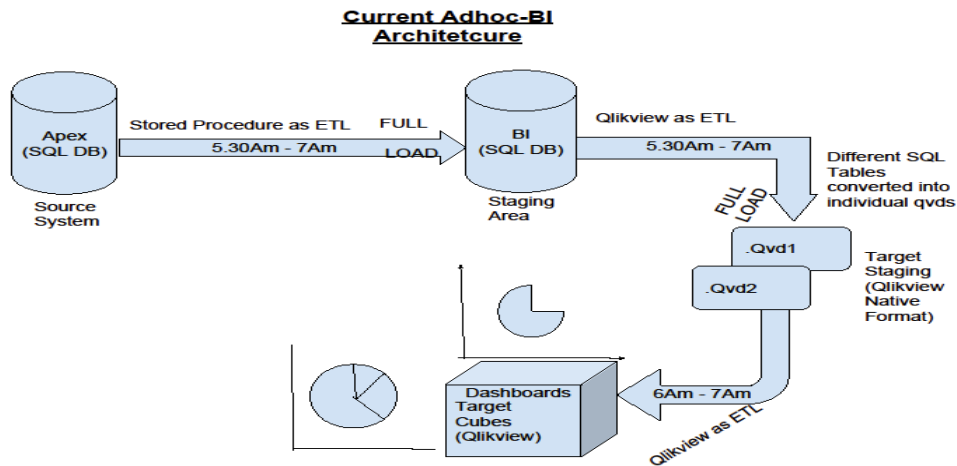 Current Adhoc-BI
Architetcure
Apex
(SQL DB)
Source
System
Stored Procedure as ETL
FULL
LOAD
5.30Am - 7Am
BI
(SQL DB)
Staging
Area
Qlikview as ETL
5.30Am - 7Am
FULL
LOAD
Different SQL
Tables
converted into
individual qvds
.Qvd1
.Qvd2
Target
Staging
(Qlikview
Native
Format)
6Am - 7Am
Qlikview as ETL
Dashboards
Target
Cubes
(Qlikview)